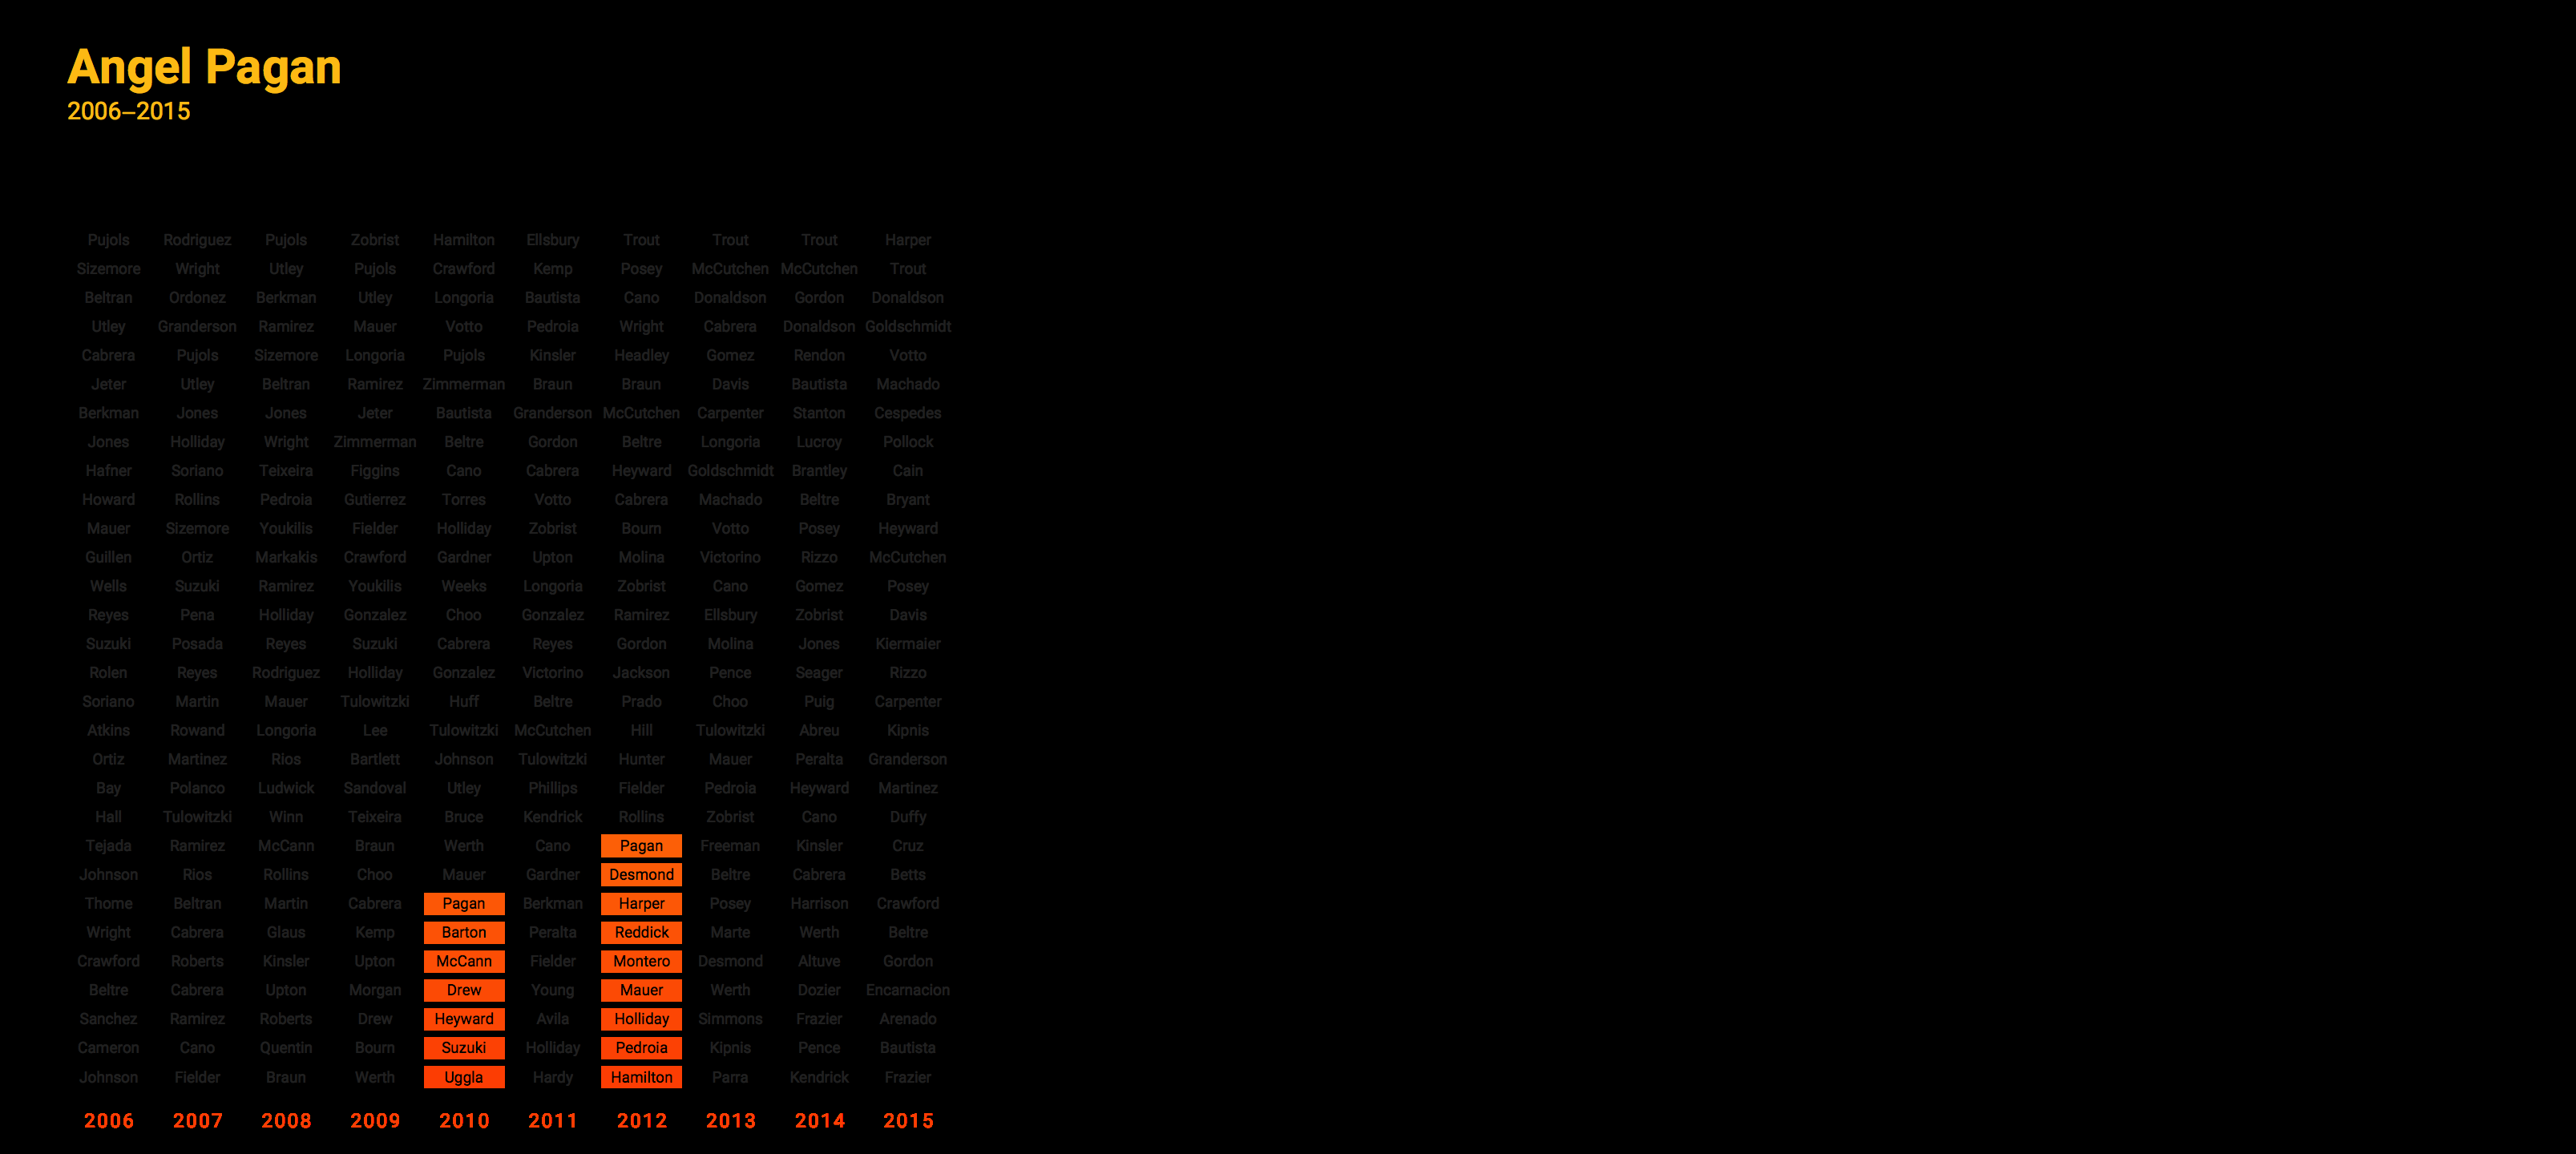 Angel Pagan
2006–2015
Pujols Rodriguez Pujols Zobrist Hamilton Ellsbury Trout Trout Trout Harper
Sizemore Wright Utley Pujols Crawford Kemp Posey McCutchen McCutchen Trout
Beltran Ordonez Berkman Utley Longoria Bautista Cano Donaldson Gordon Donaldson
Utley Granderson Ramirez Mauer Votto Pedroia Wright Cabrera Donaldson Goldschmidt
Cabrera Pujols Sizemore Longoria Pujols Kinsler Headley Gomez Rendon Votto
Jeter Utley Beltran Ramirez Zimmerman Braun Braun Davis Bautista Machado
Berkman Jones Jones Jeter Bautista Granderson McCutchen Carpenter Stanton Cespedes
Jones Holliday Wright Zimmerman Beltre Gordon Beltre Longoria Lucroy Pollock
Hafner Soriano Teixeira Figgins Cano Cabrera Heyward Goldschmidt Brantley Cain
Howard Rollins Pedroia Gutierrez Torres Votto Cabrera Machado Beltre Bryant
Mauer Sizemore Youkilis Fielder Holliday Zobrist Bourn Votto Posey Heyward
Guillen Ortiz Markakis Crawford Gardner Upton Molina Victorino Rizzo McCutchen
Wells Suzuki Ramirez Youkilis Weeks Longoria Zobrist Cano Gomez Posey
Reyes Pena Holliday Gonzalez Choo Gonzalez Ramirez Ellsbury Zobrist Davis
Suzuki Posada Reyes Suzuki Cabrera Reyes Gordon Molina Jones Kiermaier
Rolen Reyes Rodriguez Holliday Gonzalez Victorino Jackson Pence Seager Rizzo
Soriano Martin Mauer Tulowitzki Huff Beltre Prado Choo Puig Carpenter
Atkins Rowand Longoria Lee Tulowitzki McCutchen Hill Tulowitzki Abreu Kipnis
Ortiz Martinez Rios Bartlett Johnson Tulowitzki Hunter Mauer Peralta Granderson
Bay Polanco Ludwick Sandoval Utley Phillips Fielder Pedroia Heyward Martinez
Hall Tulowitzki Winn Teixeira Bruce Kendrick Rollins Zobrist Cano Duffy
Tejada Ramirez McCann Braun Werth Cano Pagan Freeman Kinsler Cruz
Johnson Rios Rollins Choo Mauer Gardner Desmond Beltre Cabrera Betts
Thome Beltran Martin Cabrera Pagan Berkman Harper Posey Harrison Crawford
Wright Cabrera Glaus Kemp Barton Peralta Reddick Marte Werth Beltre
Crawford Roberts Kinsler Upton McCann Fielder Montero Desmond Altuve Gordon
Beltre Cabrera Upton Morgan Drew Young Mauer Werth Dozier Encarnacion
Sanchez Ramirez Roberts Drew Heyward Avila Holliday Simmons Frazier Arenado
Cameron Cano Quentin Bourn Suzuki Holliday Pedroia Kipnis Pence Bautista
Johnson Fielder Braun Werth Uggla Hardy Hamilton Parra Kendrick Frazier
2006 2007 2008 2009 2010 2011 2012 2013 2014 2015